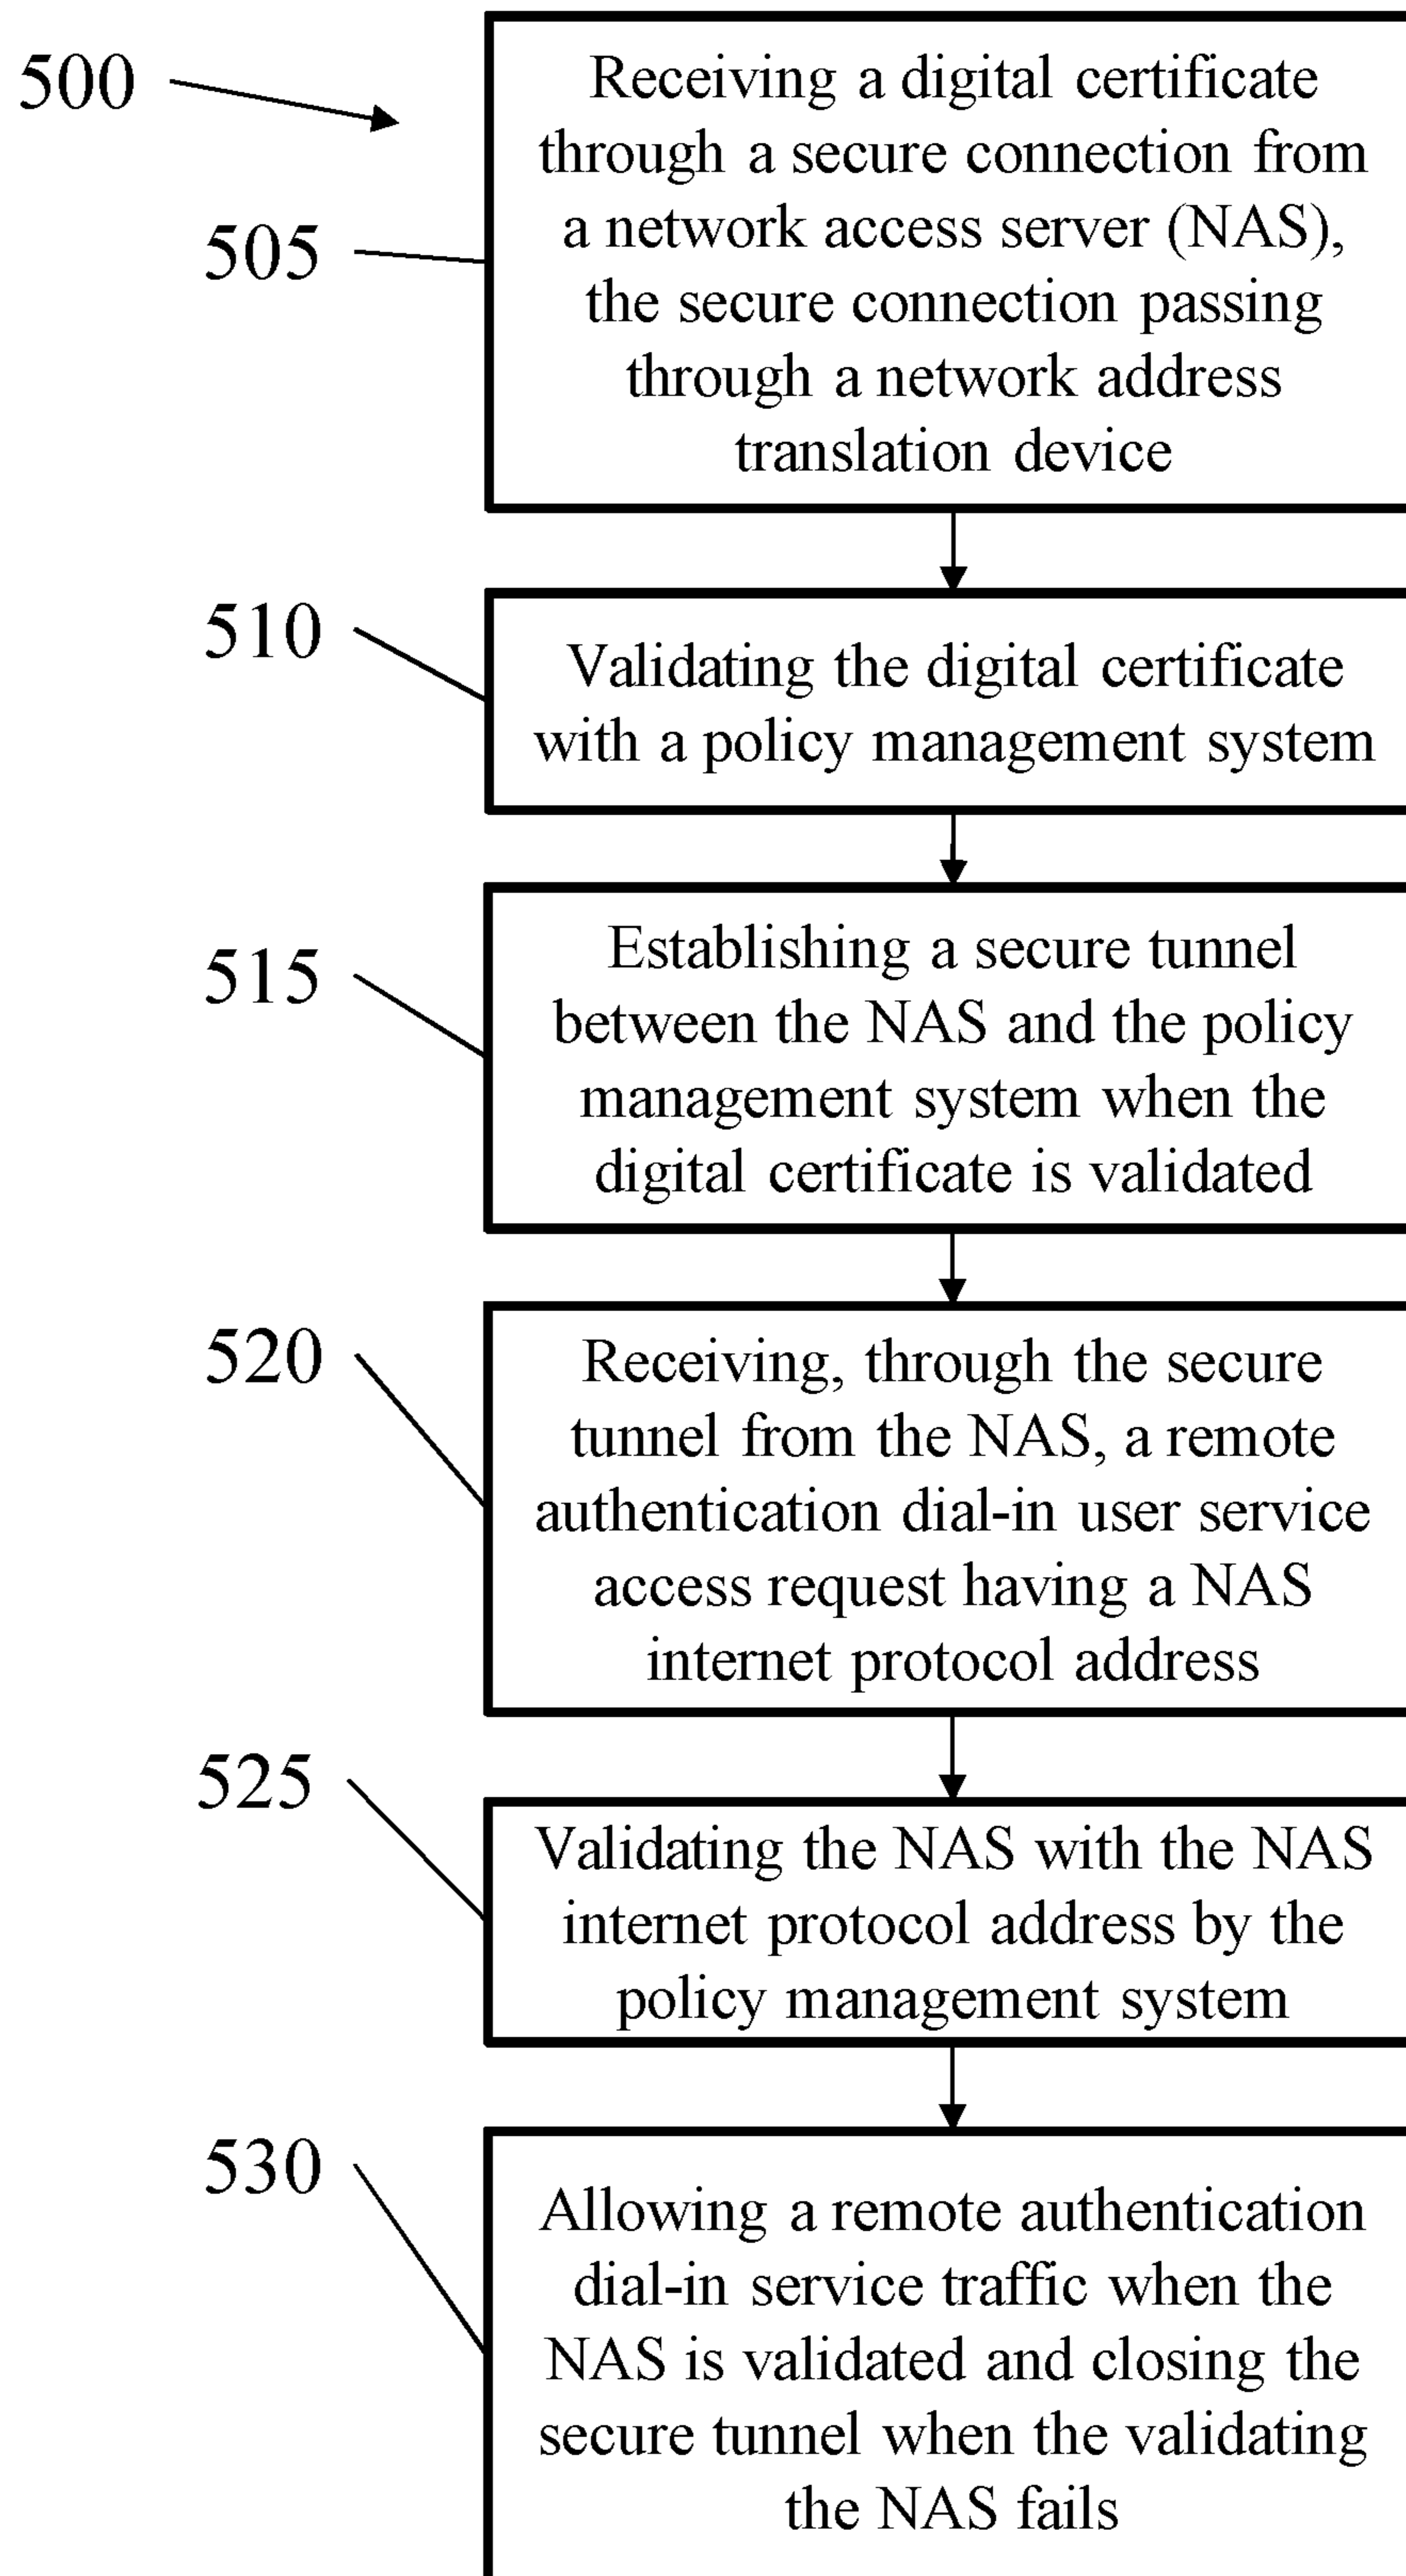 500
Receiving a digital certificate
through a secure connection from
a network access server (NAS),
the secure connection passing
through a network address
translation device
505
510
Validating the digital certificate
with a policy management system
515
Establishing a secure tunnel
between the NAS and the policy
management system when the
digital certificate is validated
520
Receiving, through the secure
tunnel from the NAS, a remote
authentication dial-in user service
access request having a NAS
internet protocol address
525
Validating the NAS with the NAS
internet protocol address by the
policy management system
530
Allowing a remote authentication
dial-in service traffic when the
NAS is validated and closing the
secure tunnel when the validating
the NAS fails